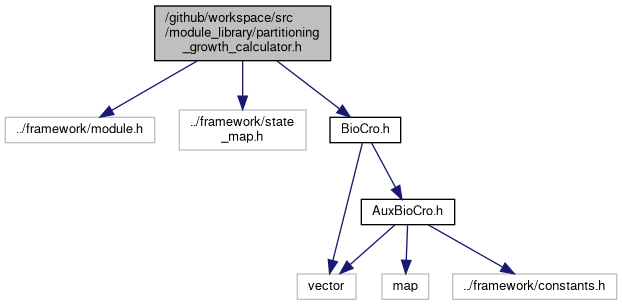 /github/workspace/src
/module_library/partitioning
_growth_calculator.h
../framework/module.h
../framework/state
_map.h
BioCro.h
AuxBioCro.h
vector
map
../framework/constants.h